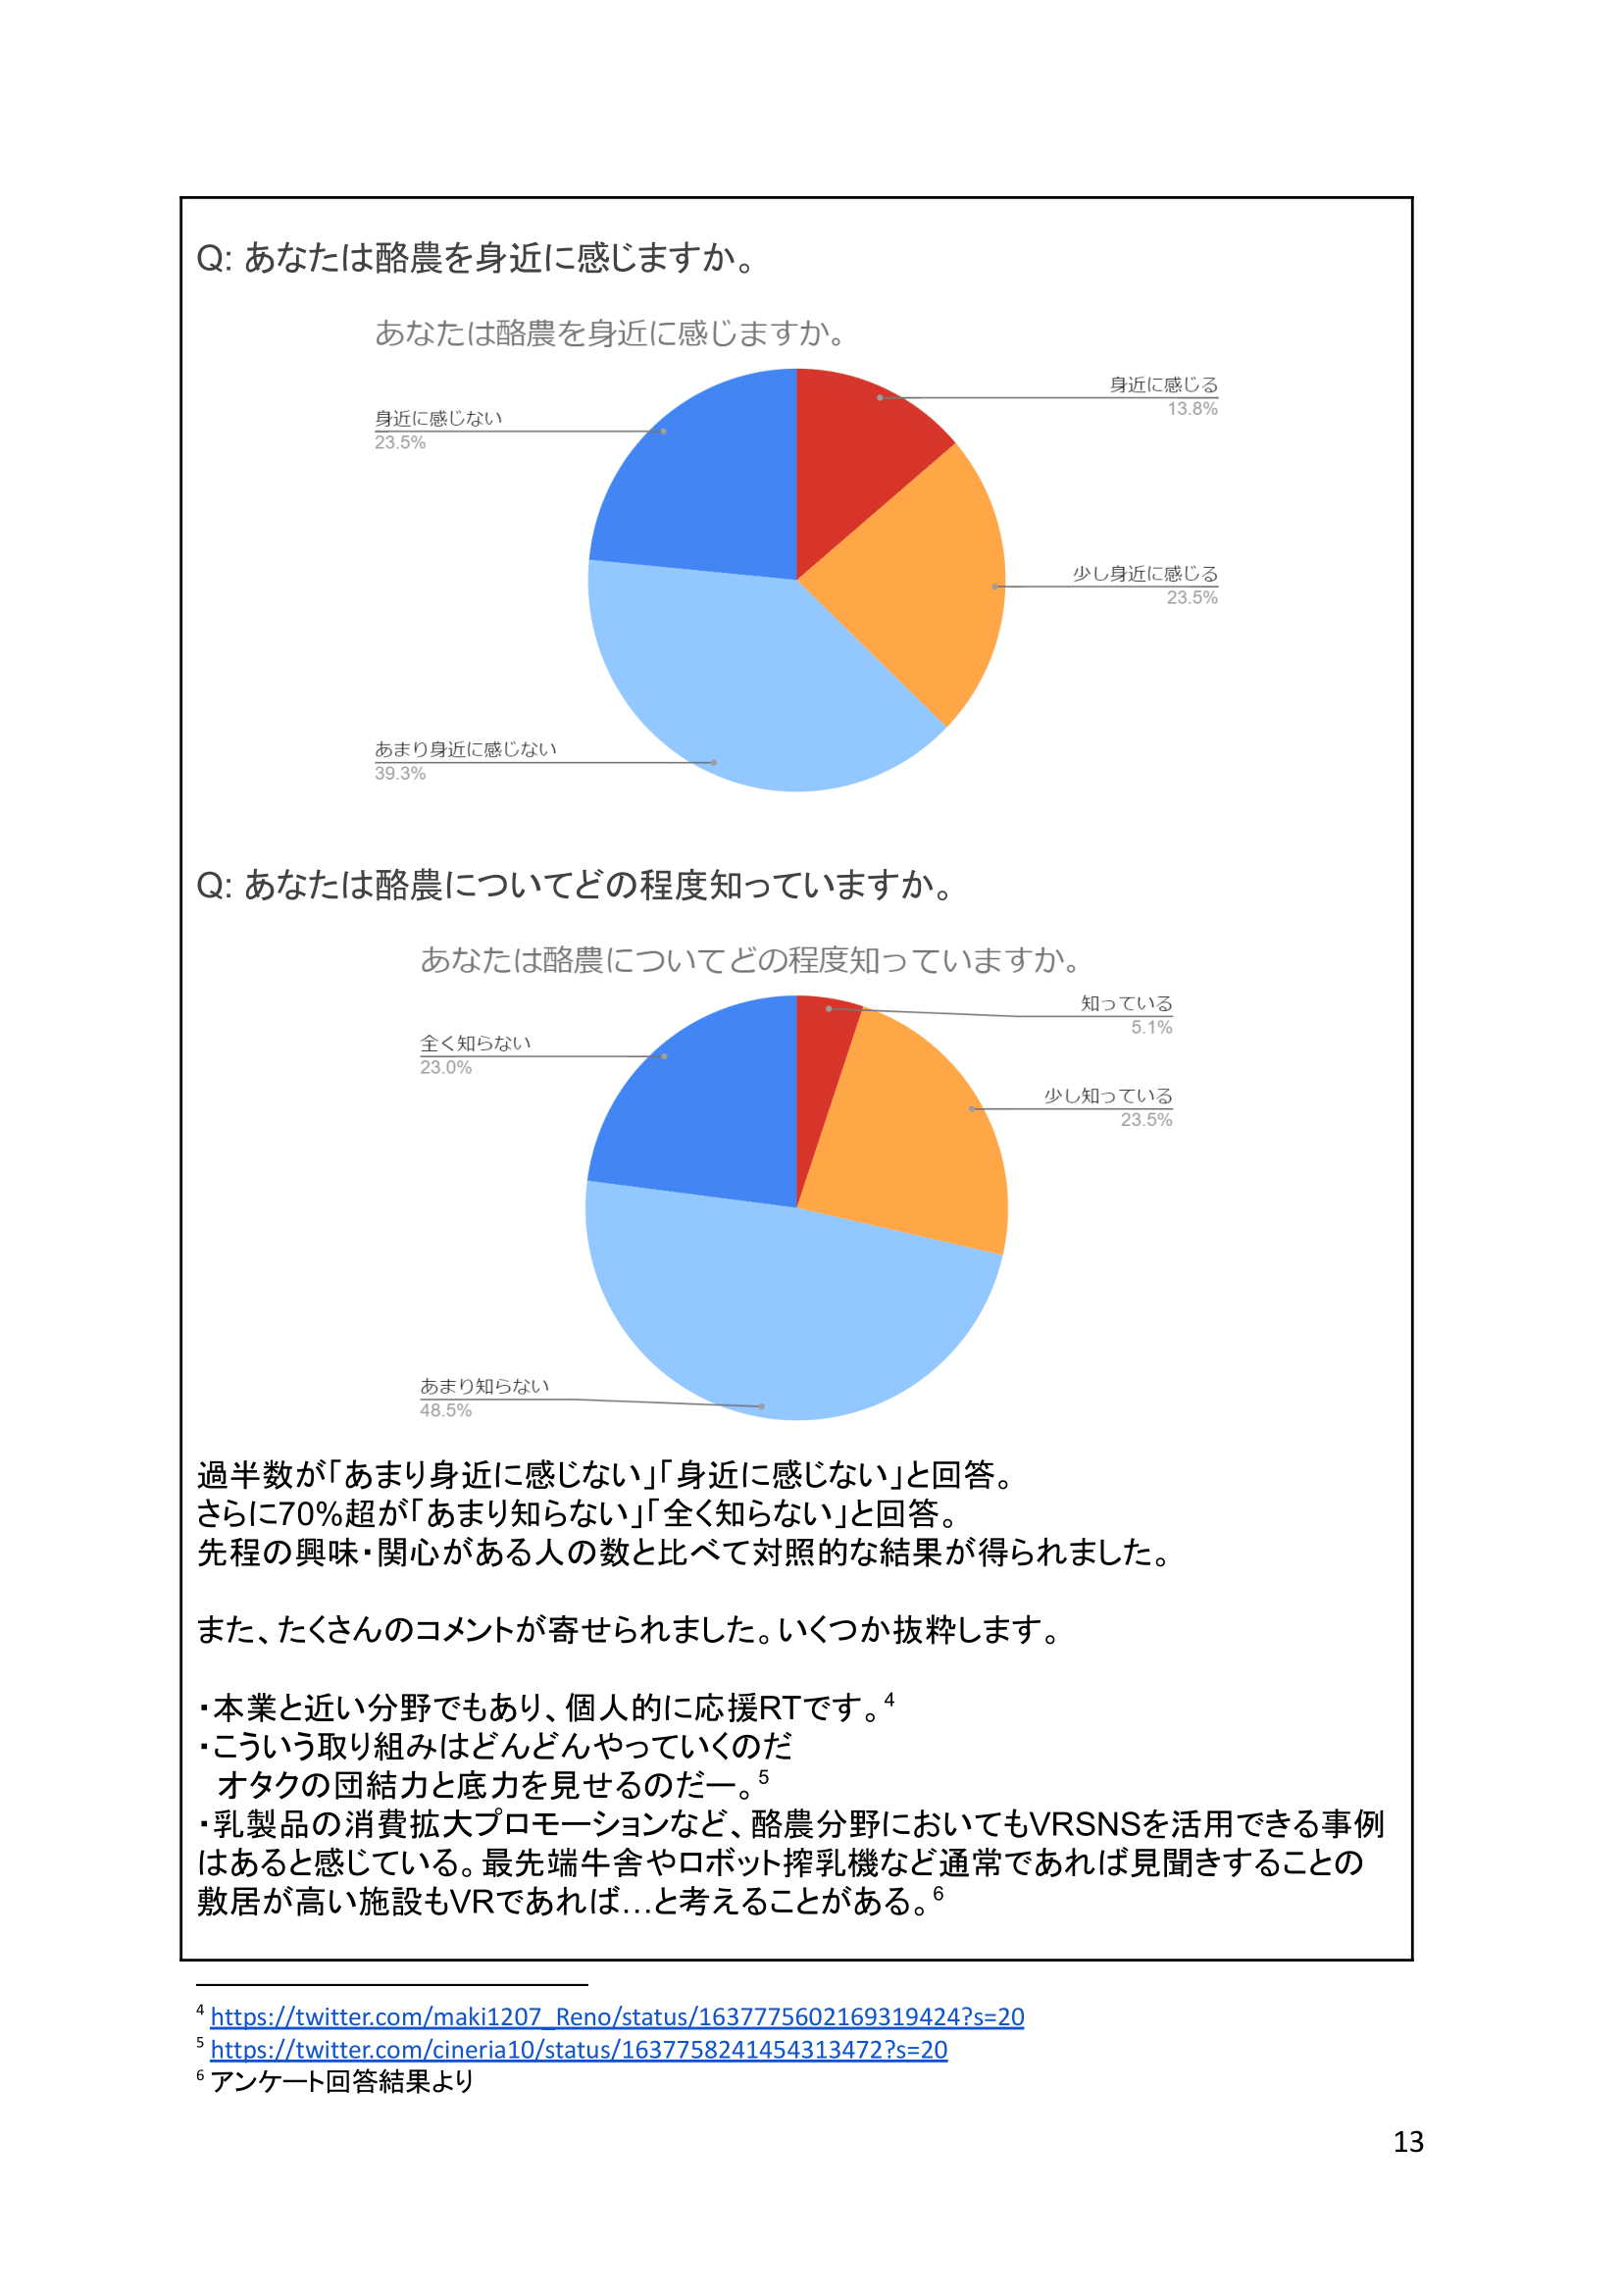 Q: あなたは酪農を身近に感じますか。
あなたは酪農を身近に感じますか。
身近に感じる
13.8%
身近に感じない
23.5%
少し身近に感じる
23.5%
あまり身近に感じない
39.3%
Q: あなたは酪農についてどの程度知っていますか。
あなたは酪農についてどの程度知っていますか。
知っている
5.1%
全く知らない
23.0%
少し知っている
23.5%
あまり知らない
48.5%
過半数が「あまり身近に感じない」「身近に感じない」と回答。
さらに70%超が「あまり知らない」「全く知らない」と回答。
先程の興味・関心がある人の数と比べて対照的な結果が得られました。
また、たくさんのコメントが寄せられました。いくつか抜粋します。
・本業と近い分野でもあり、個人的に応援RTです。4
・こういう取り組みはどんどんやっていくのだ
オタクの団結力と底力を見せるのだー。5
・乳製品の消費拡大プロモーションなど、酪農分野においてもVRSNSを活用できる事例
はあると感じている。最先端牛舎やロボット搾乳機など通常であれば見聞きすることの
敷居が高い施設もVRであれば…と考えることがある。6
4 https://twitter.com/maki1207_Reno/status/1637775602169319424?s=20
5 https://twitter.com/cineria10/status/1637758241454313472?s=20
6 アンケート回答結果より
13